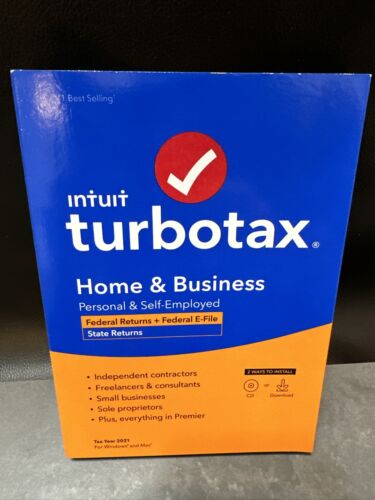 #1 Best Selling¹
intuit
turbotax®
Home & Business
Personal & Self-Employed
Federal Returns + Federal E-File
State Returns
• Independent contractors
• Freelancers & consultants
• Small businesses
• Sole proprietors
• Plus, everything in Premier
2 WAYS TO INSTALL
CD or Download
Tax Year 2021
For Windows® and Mac®